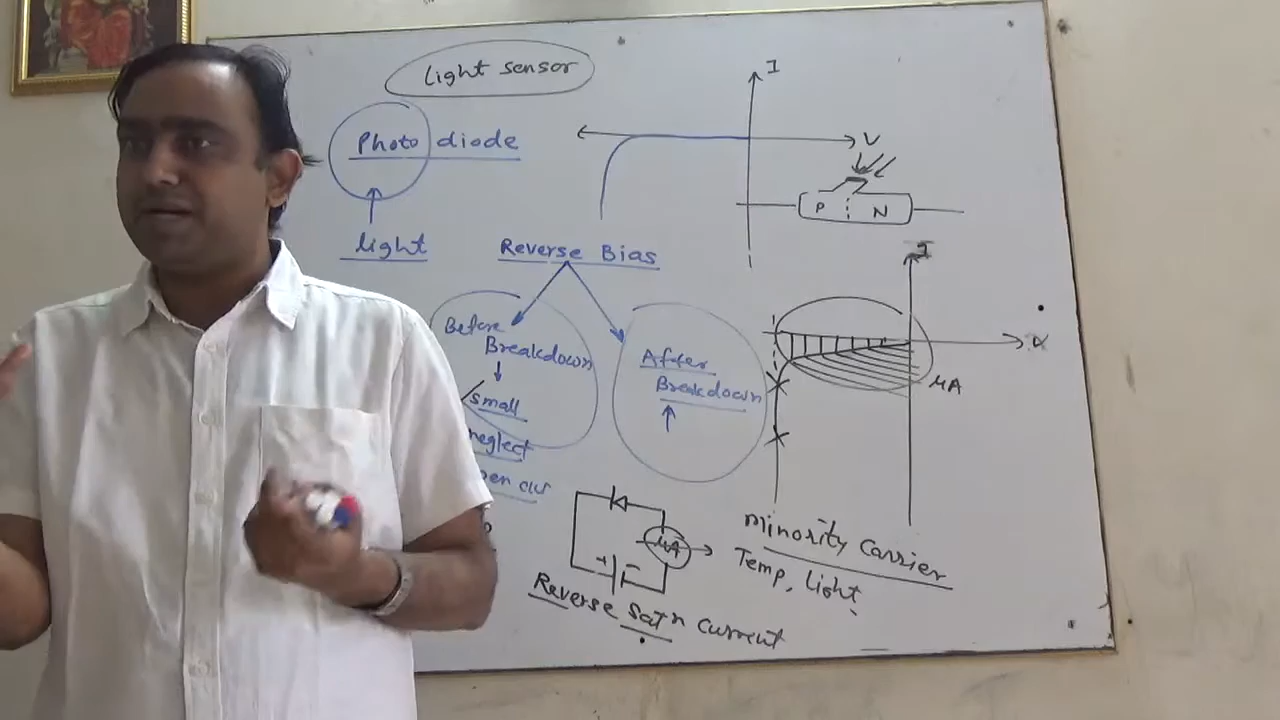 light sensor
Photo diode
light
Reverse Bias
Before
Breakdown
small
neglect
After
Breakdown
I
V
P N
I
μA
μA
+ -
Reverse Satn current
Minority Carrier
Temp, light